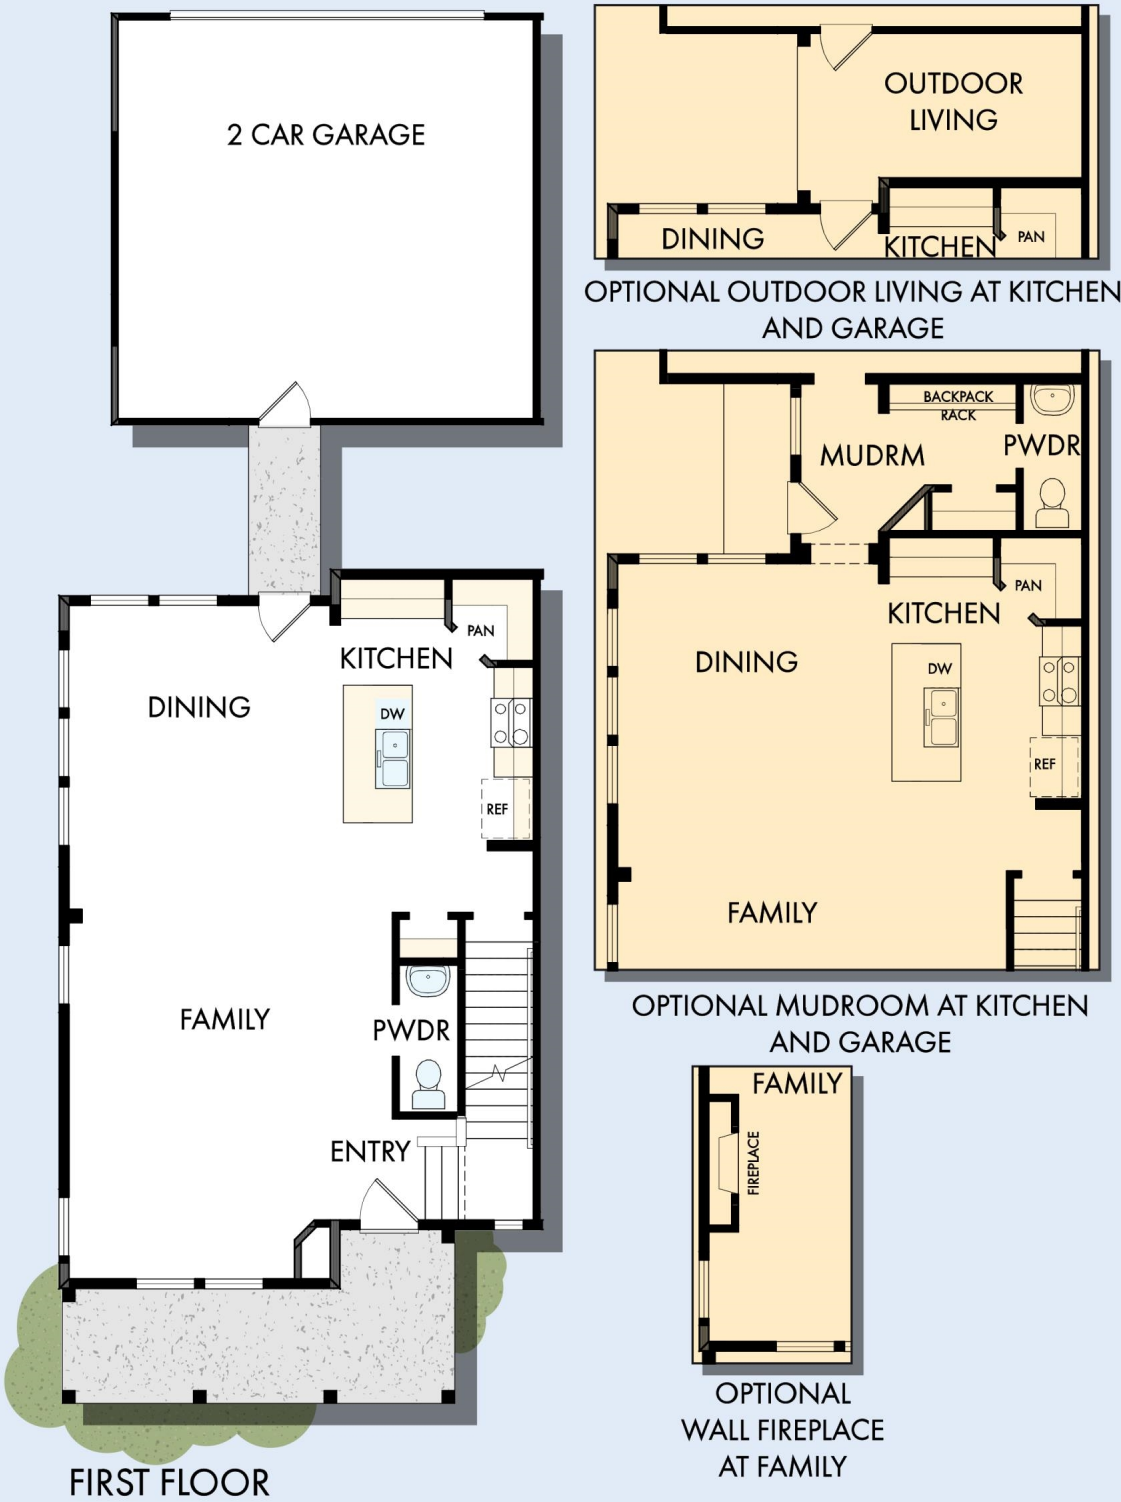 2 CAR GARAGE
PAN
KITCHEN
DINING
DW
REF
FAMILY
PWDR
ENTRY
FIRST FLOOR
OUTDOOR
LIVING
DINING
KITCHEN
PAN
OPTIONAL OUTDOOR LIVING AT KITCHEN
AND GARAGE
BACKPACK
RACK
MUDRM
PWDR
PAN
KITCHEN
DINING
DW
REF
FAMILY
OPTIONAL MUDROOM AT KITCHEN
AND GARAGE
FAMILY
FIREPLACE
OPTIONAL
WALL FIREPLACE
AT FAMILY